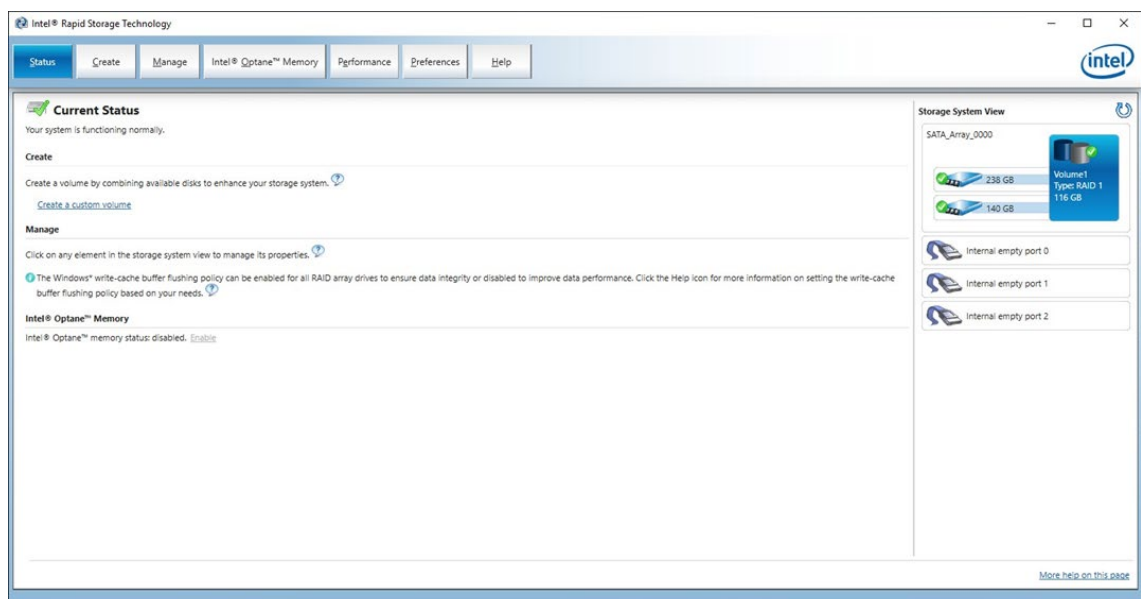 Intel® Rapid Storage Technology
Status Create Manage Intel® Optane™ Memory Performance Preferences Help
intel
Current Status
Your system is functioning normally.
Create
Create a volume by combining available disks to enhance your storage system.
Create a custom volume
Manage
Click on any element in the storage system view to manage its properties.
The Windows* write-cache buffer flushing policy can be enabled for all RAID array drives to ensure data integrity or disabled to improve data performance. Click the Help icon for more information on setting the write-cache
buffer flushing policy based on your needs.
Intel® Optane™ Memory
Intel® Optane™ memory status: disabled. Enable
Storage System View
SATA_Array_0000
238 GB
140 GB
Volume1
Type: RAID 1
116 GB
Internal empty port 0
Internal empty port 1
Internal empty port 2
More help on this page